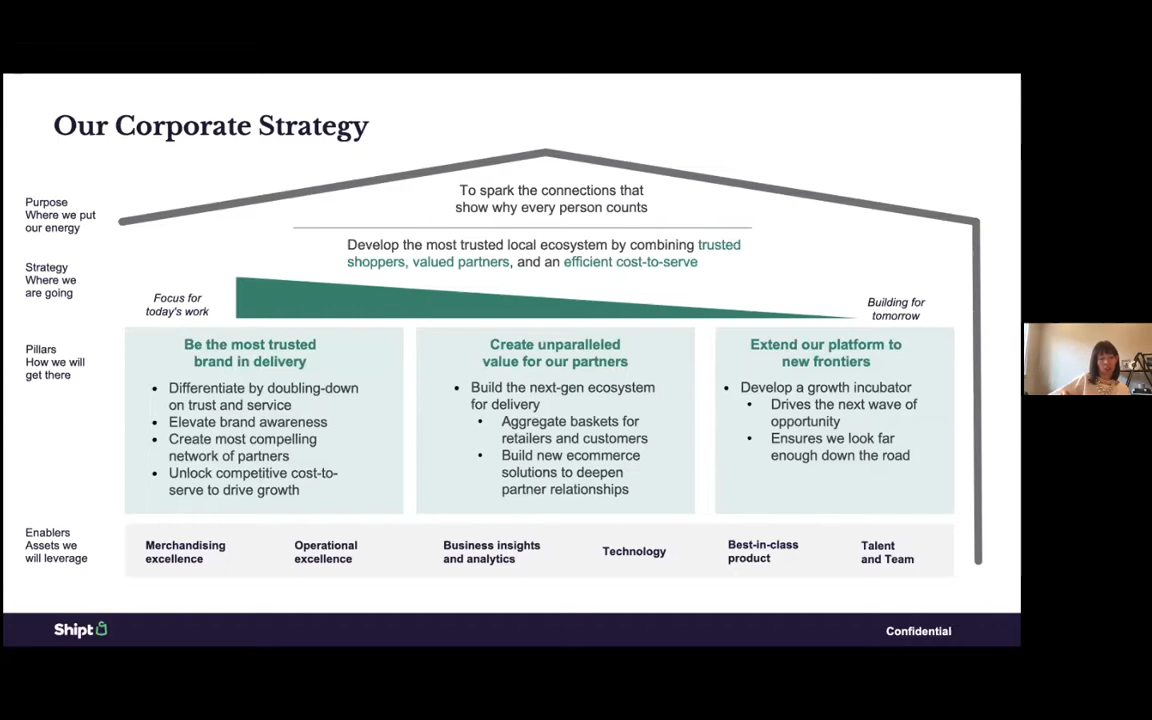 Our Corporate Strategy
Purpose
Where we put
our energy
To spark the connections that
show why every person counts
Strategy
Where we
are going
Develop the most trusted local ecosystem by combining trusted
shoppers, valued partners, and an efficient cost-to-serve
Focus for
today's work
Building for
tomorrow
Pillars
How we will
get there
Be the most trusted
brand in delivery
• Differentiate by doubling-down
on trust and service
• Elevate brand awareness
• Create most compelling
network of partners
• Unlock competitive cost-to-
serve to drive growth
Create unparalleled
value for our partners
• Build the next-gen ecosystem
for delivery
• Aggregate baskets for
retailers and customers
• Build new ecommerce
solutions to deepen
partner relationships
Extend our platform to
new frontiers
• Develop a growth incubator
• Drives the next wave of
opportunity
• Ensures we look far
enough down the road
Enablers
Assets we
will leverage
Merchandising
excellence
Operational
excellence
Business insights
and analytics
Technology
Best-in-class
product
Talent
and Team
Shipt
Confidential